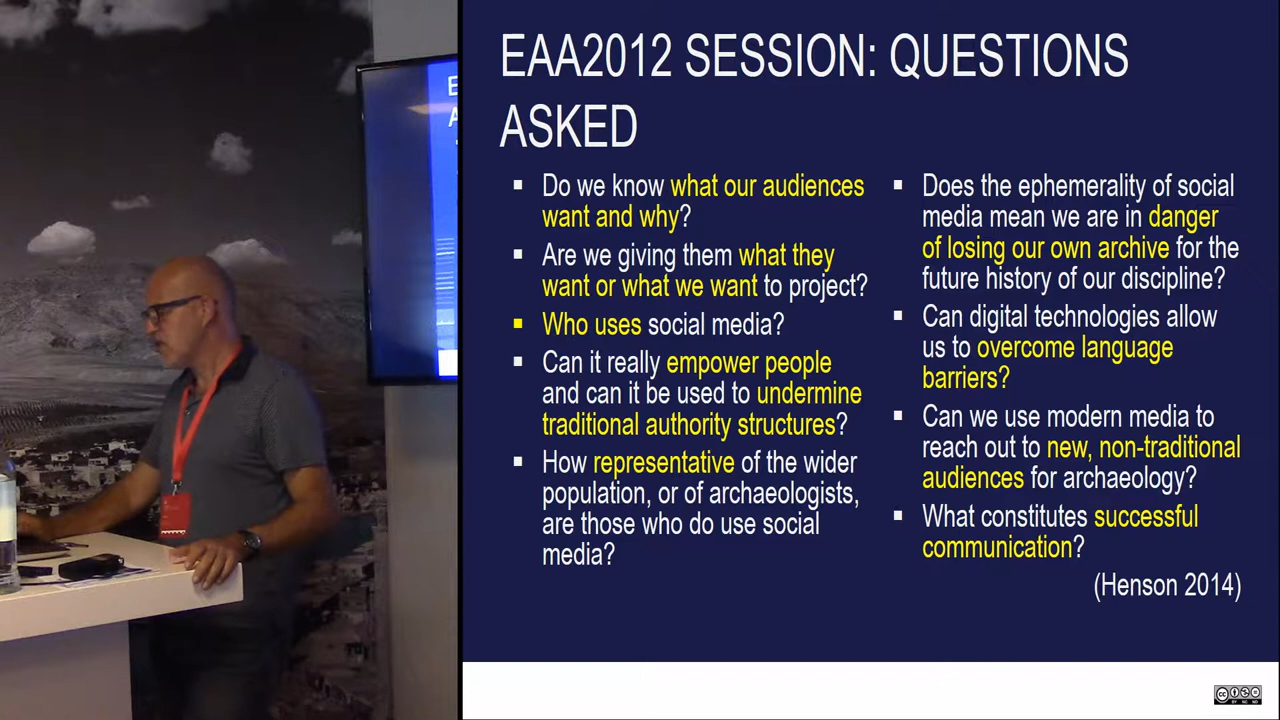 EAA2012 SESSION: QUESTIONS
ASKED
Do we know what our audiences
want and why?
Are we giving them what they
want or what we want to project?
Who uses social media?
Can it really empower people
and can it be used to undermine
traditional authority structures?
How representative of the wider
population, or of archaeologists,
are those who do use social
media?
Does the ephemerality of social
media mean we are in danger
of losing our own archive for the
future history of our discipline?
Can digital technologies allow
us to overcome language
barriers?
Can we use modern media to
reach out to new, non-traditional
audiences for archaeology?
What constitutes successful
communication?
(Henson 2014)
BY NC ND